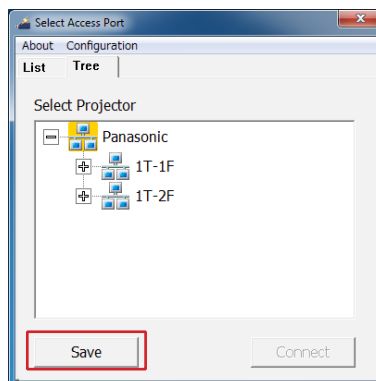 Select Access Port
About Configuration
List Tree
Select Projector
Panasonic
1T-1F
1T-2F
Save Connect